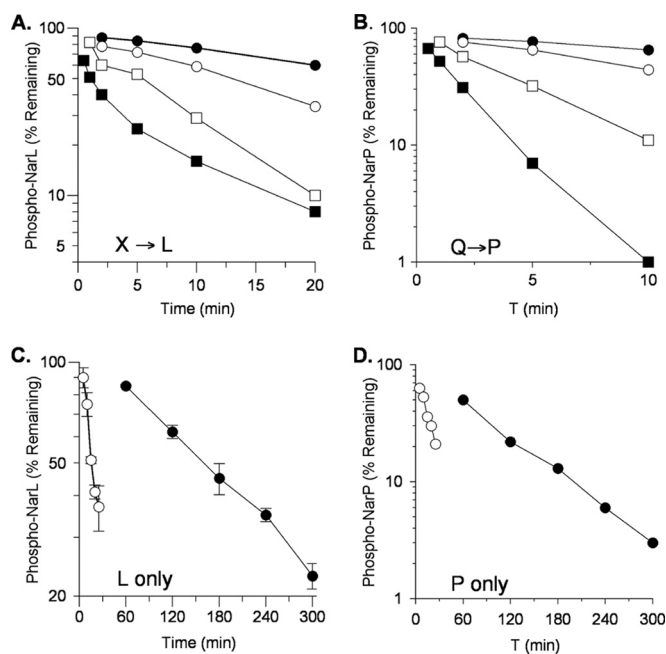 A.
Phospho-NarL (% Remaining)
100
50
10
5
X → L
0
5
10
15
20
Time (min)
B.
Phospho-NarP (% Remaining)
100
10
1
Q→P
0
5
10
T (min)
C.
Phospho-NarL (% Remaining)
100
50
20
L only
0
60
120
180
240
300
Time (min)
D.
Phospho-NarP (% Remaining)
100
10
1
P only
0
60
120
180
240
300
T (min)